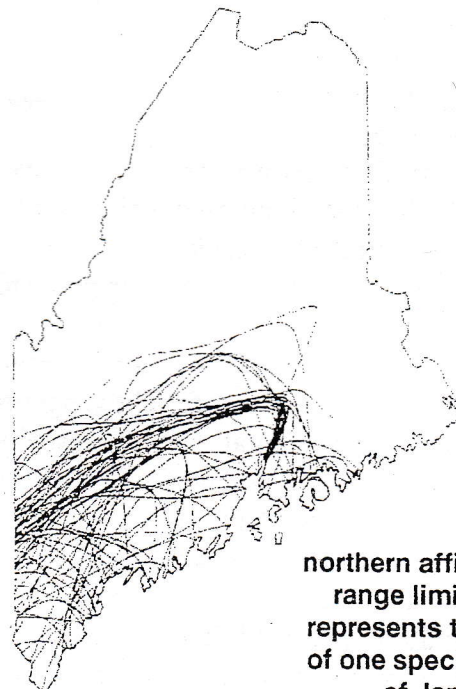 northern affi
range limi
represents t
of one spec